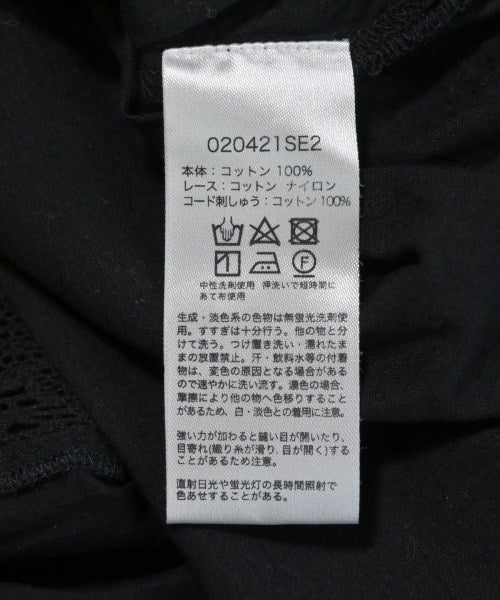 020421SE2
本体：コットン 100%
レース：コットン ナイロン
コード刺しゅう：コットン 100%
F
中性洗剤使用 押洗いで短時間に
あて布使用
生成・淡色系の色物は無蛍光洗剤使
用。すすぎは十分行う。他の物と分
けて洗う。つけ置き洗い・濡れたま
まの放置禁止。汗・飲料水等の付着
物は、変色の原因となる場合がある
ので速やかに洗い流す。濃色の場合、
摩擦により他の物へ色移りすること
があるため、白・淡色との着用に注意。
強い力が加わると縫い目が開いたり、
目寄れ(織り糸が滑り、目が開く)する
ことがあるため注意。
直射日光や蛍光灯の長時間照射で
色あせすることがある。